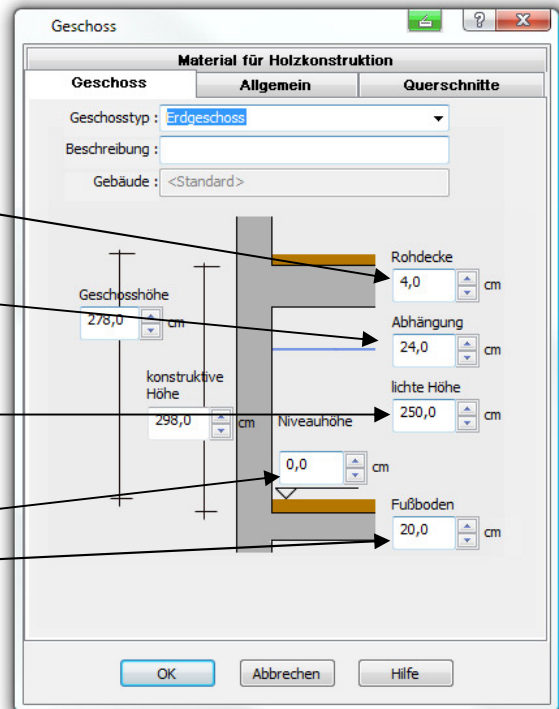 Geschoss
Material für Holzkonstruktion
Geschoss Allgemein Querschnitte
Geschosstyp : Erdgeschoss
Beschreibung :
Gebäude : <Standard>
Rohdecke
4,0 cm
Geschosshöhe
278,0 cm
Abhängung
24,0 cm
konstruktive
Höhe
298,0 cm
lichte Höhe
250,0 cm
Niveauhöhe
0,0 cm
Fußboden
20,0 cm
OK Abbrechen Hilfe